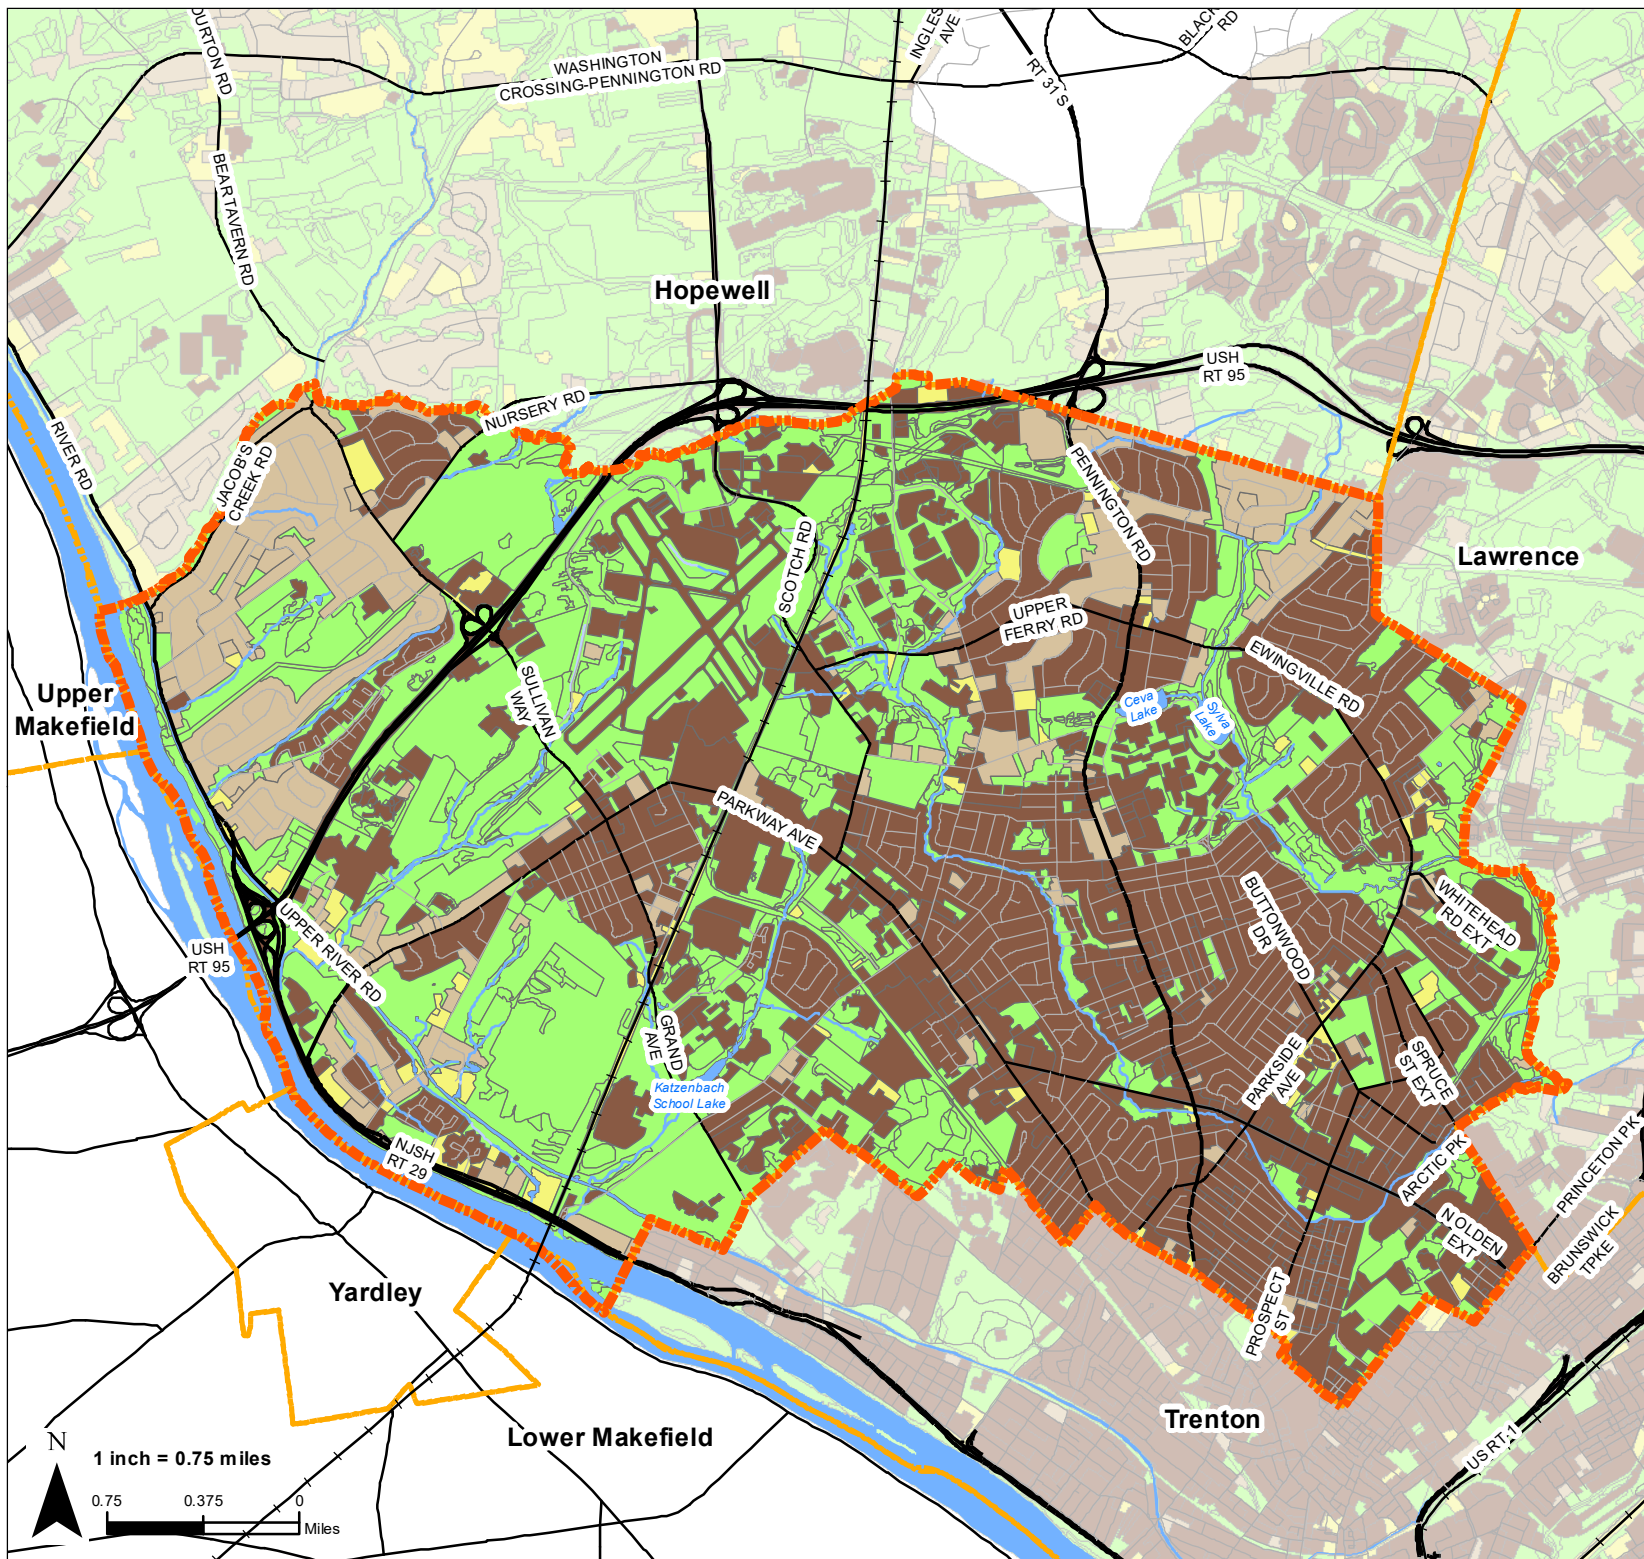 OURTON RD
WASHINGTON
CROSSING-PENNINGTON RD
INGLES
AVE
RT 31 S
BLACK
RD
BEARTAVERN RD
Hopewell
USH
RT 95
NURSERY RD
RIVER RD
JACOB'S
CREEK RD
PENNINGTON RD
SCOTCH RD
Lawrence
UPPER
FERRY RD
EWINGVILLE RD
Upper
Makefield
SULLIVAN
WAY
Ceva
Lake
Sylva
Lake
PARKWAY AVE
BUTTONWOOD
DR
WHITEHEAD
RD EXT
UPPER RIVER RD
USH
RT 95
GRAND
AVE
PARKSIDE
AVE
SPRUCE
ST EXT
Katzenbach
School Lake
NJSH
RT 29
ARCTIC PK
PRINCETON PK
N OLDEN
EXT
BRUNSWICK
TPKE
Yardley
PROSPECT
ST
Trenton
Lower Makefield
US RT 1
N
1 inch = 0.75 miles
0.75 0.375 0
Miles